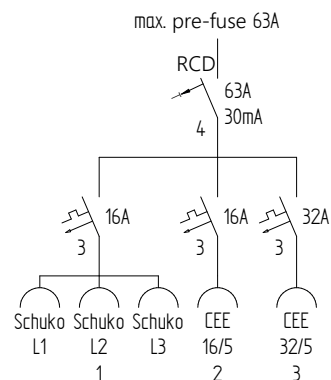 max. pre-fuse 63A
RCD
63A
30mA
4
16A
16A
32A
3
3
3
Schuko Schuko Schuko CEE CEE
L1 L2 L3 16/5 32/5
1 2 3